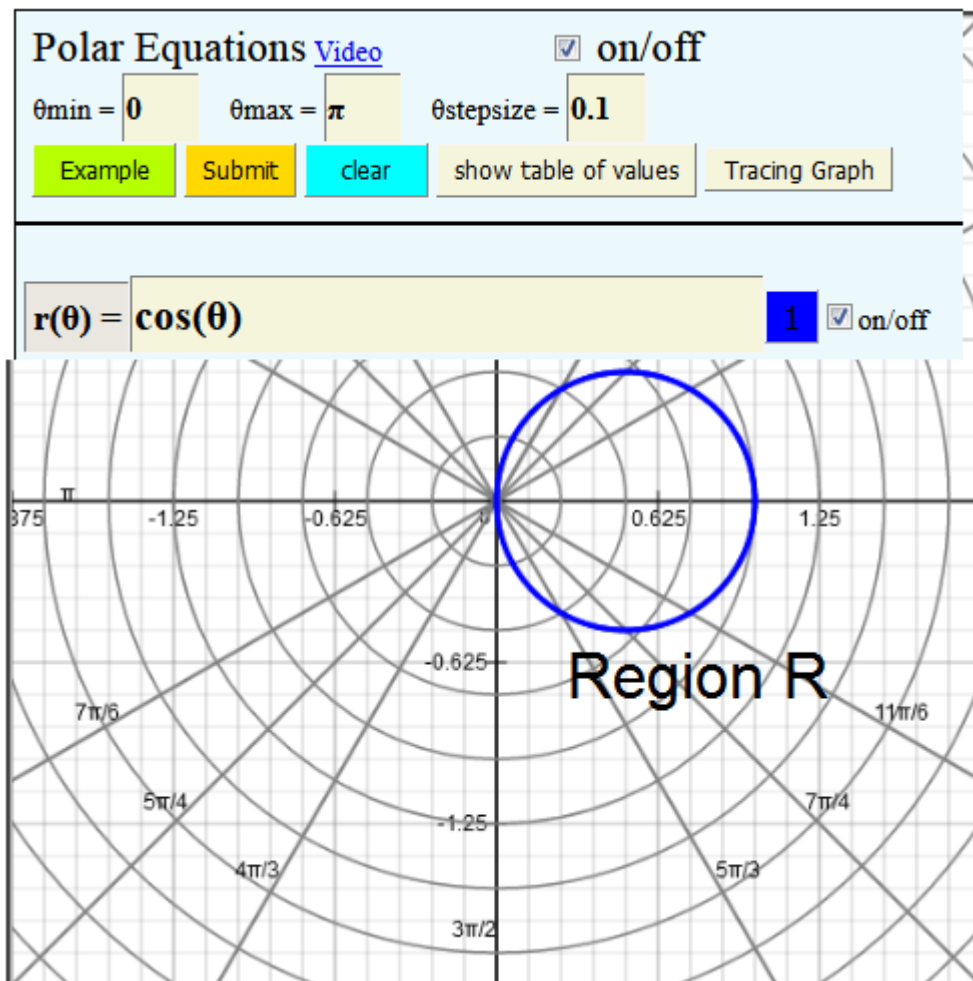 Polar Equations Video on/off
θmin = 0 θmax = π θstepsize = 0.1
Example Submit clear show table of values Tracing Graph
r(θ) = cos(θ) 1 on/off
π
375 -1.25 -0.625 0 0.625 1.25
-0.625
Region R
7π/6 11π/6
5π/4 7π/4
-1.25
4π/3 5π/3
3π/2